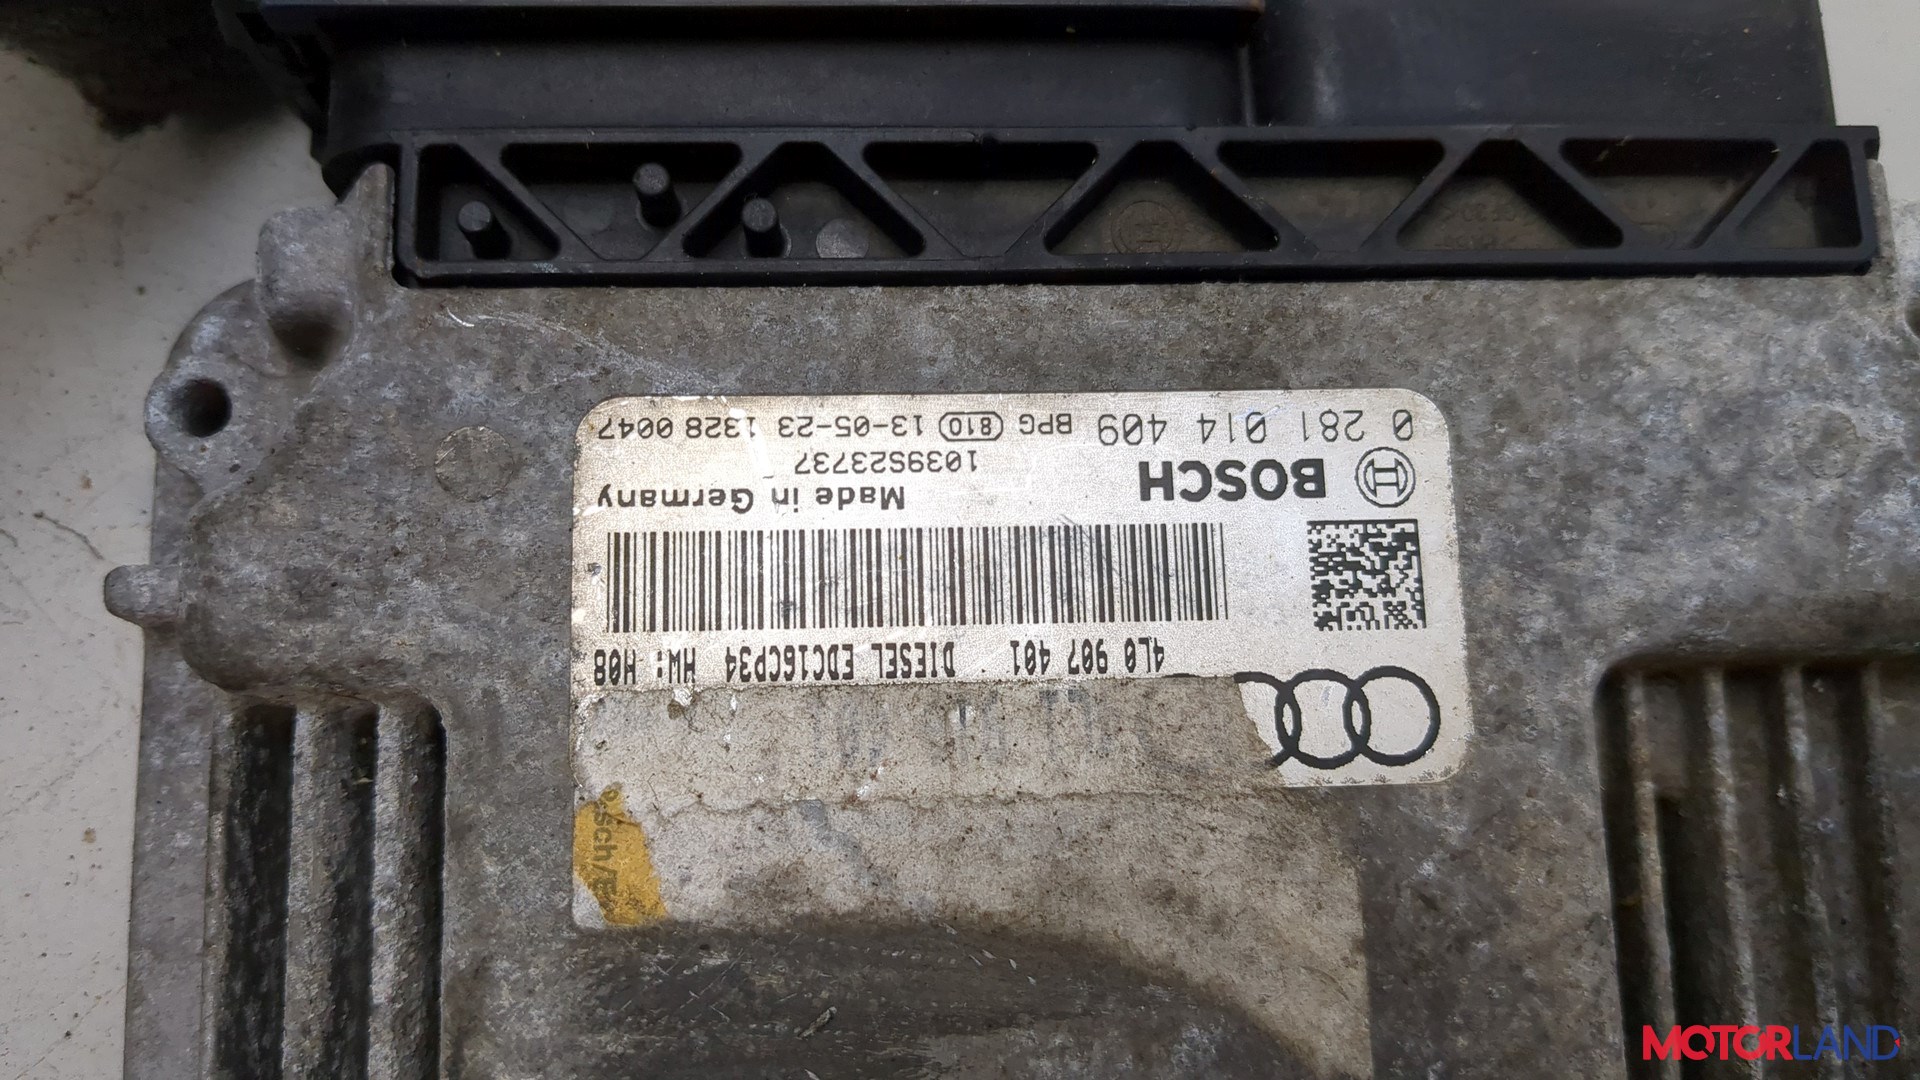 0 281 014 409 BPG 810 13-05-23 1328 0047
BOSCH 1039S23737
Made in Germany
4L0 907 401 DIESEL EDC16CP34 HW: H08
MOTORLAND